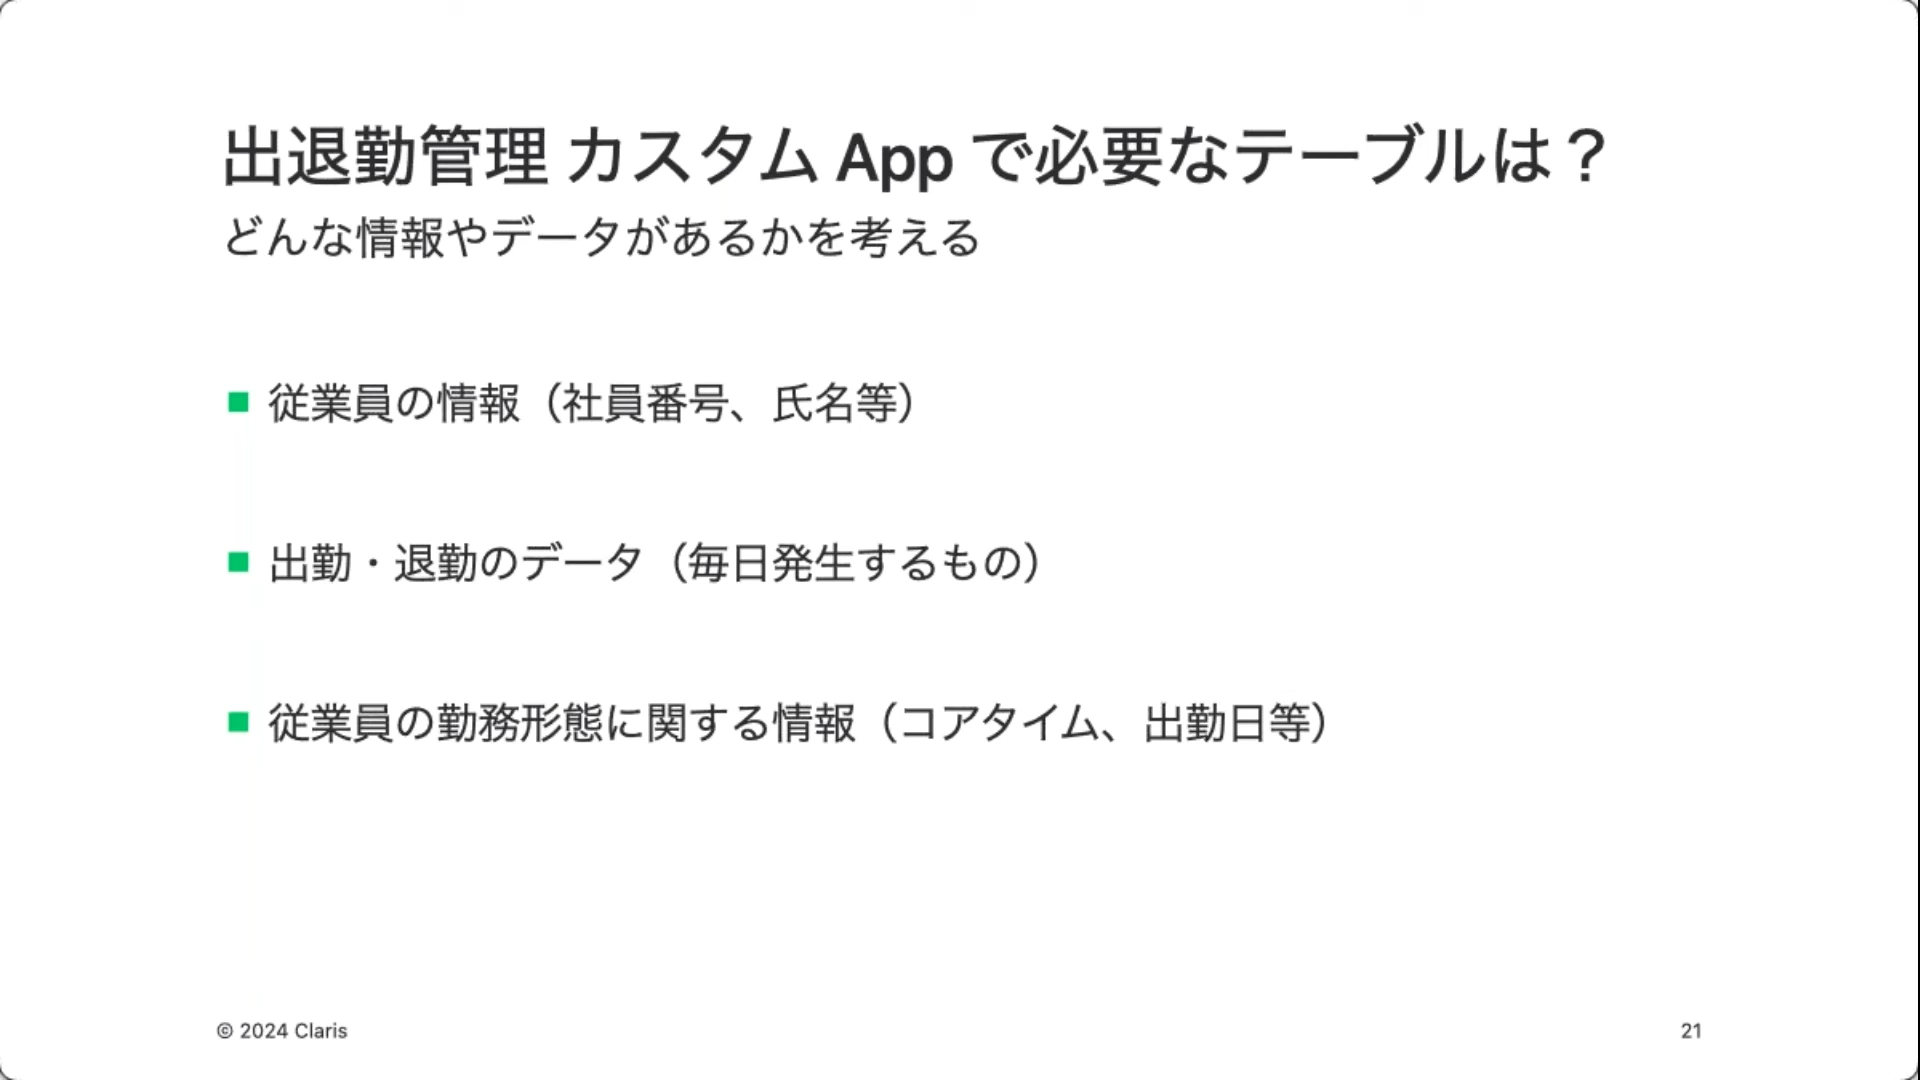 出退勤管理 カスタム App で必要なテーブルは？
どんな情報やデータがあるかを考える
従業員の情報（社員番号、氏名等）
出勤・退勤のデータ（毎日発生するもの）
従業員の勤務形態に関する情報（コアタイム、出勤日等）
© 2024 Claris
21